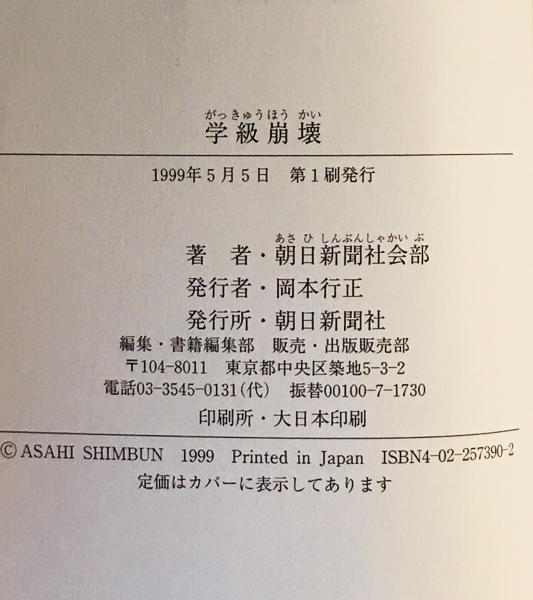 がっきゅうほうかい
学級崩壊
1999年5月5日 第1刷発行
あさひしんぶんしゃかいぶ
著 者・朝日新聞社会部
発行者・岡本行正
発行所・朝日新聞社
編集・書籍編集部 販売・出版販売部
〒104-8011 東京都中央区築地5-3-2
電話03-3545-0131(代) 振替00100-7-1730
印刷所・大日本印刷
©ASAHI SHIMBUN 1999 Printed in Japan ISBN4-02-257390-2
定価はカバーに表示してあります